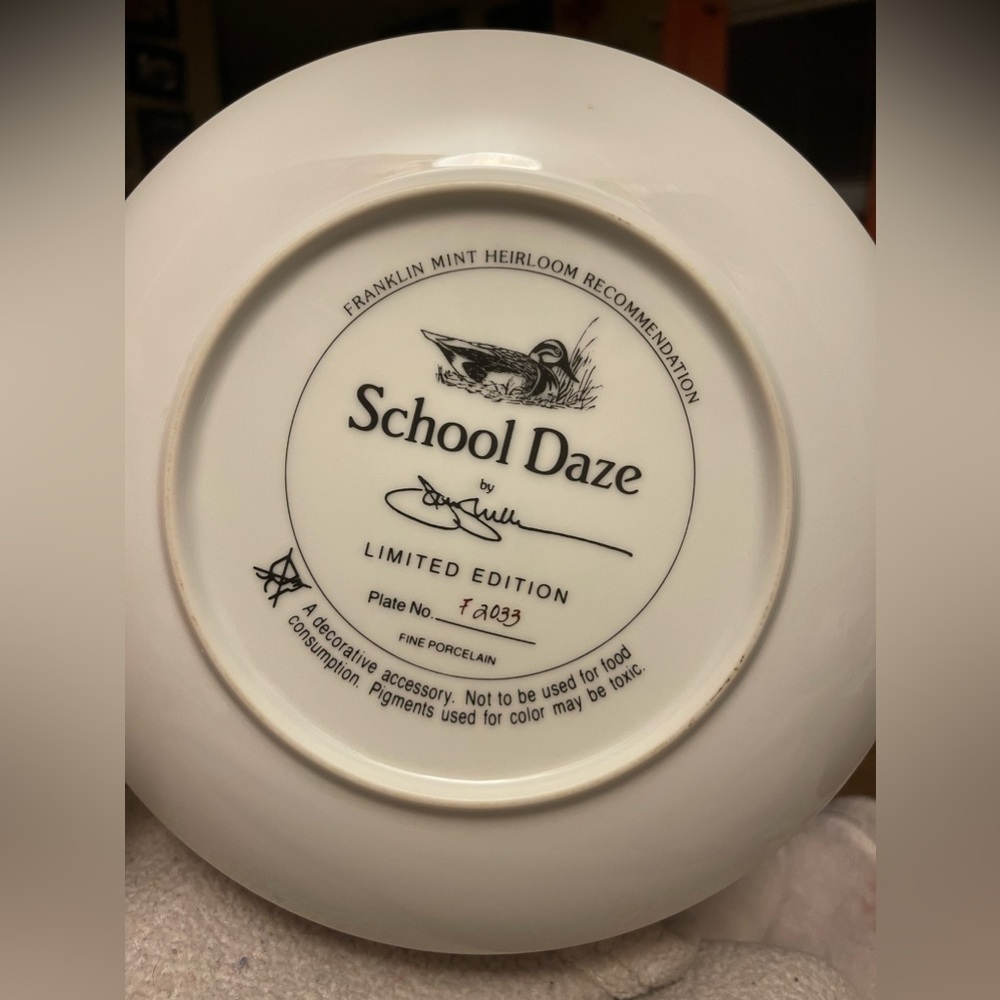 FRANKLIN MINT HEIRLOOM RECOMMENDATION
School Daze
by
LIMITED EDITION
Plate No. F2033
FINE PORCELAIN
A decorative accessory. Not to be used for food
consumption. Pigments used for color may be toxic.